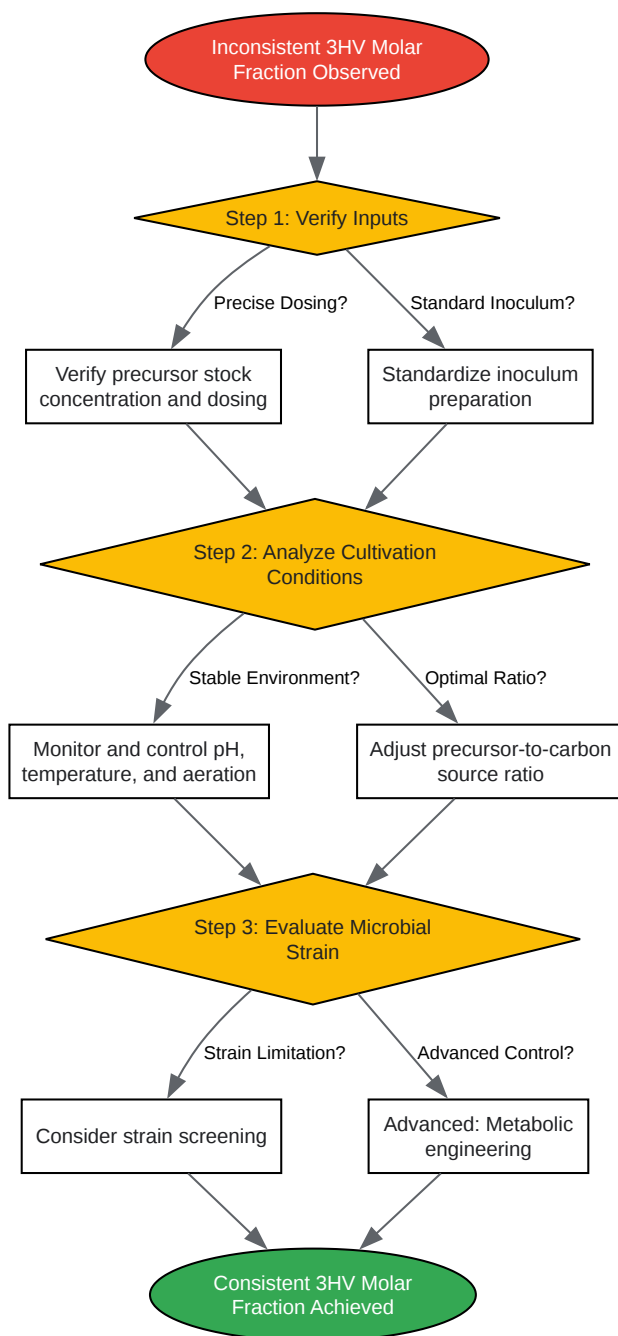 Inconsistent 3HV Molar
Fraction Observed
Step 1: Verify Inputs
Precise Dosing?
Standard Inoculum?
Verify precursor stock
concentration and dosing
Standardize inoculum
preparation
Step 2: Analyze Cultivation
Conditions
Stable Environment?
Optimal Ratio?
Monitor and control pH,
temperature, and aeration
Adjust precursor-to-carbon
source ratio
Step 3: Evaluate Microbial
Strain
Strain Limitation?
Advanced Control?
Consider strain screening
Advanced: Metabolic
engineering
Consistent 3HV Molar
Fraction Achieved